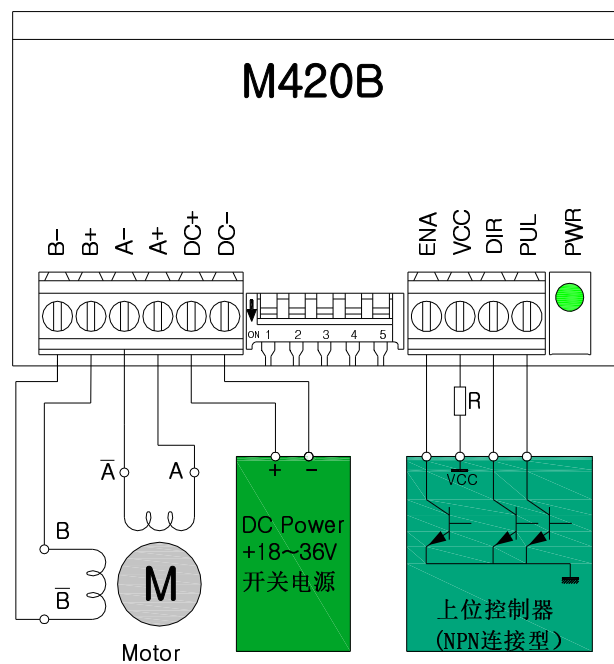 M420B
B-
B+
A-
A+
DC+
DC-
ENA
VCC
DIR
PUL
PWR
ON 1 2 3 4 5
R
A̅
A
+
-
VCC
B
B̅
M
Motor
DC Power
+18~36V
开关电源
上位控制器
(NPN连接型)